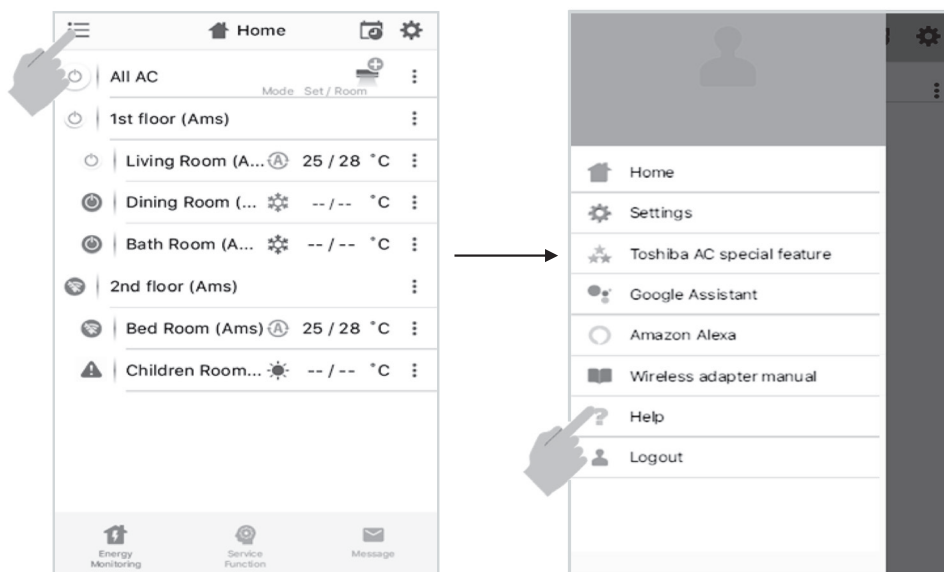 Home
All AC
Mode Set / Room
1st floor (Ams)
Living Room (A... A 25 / 28 °C
Dining Room (... -- / -- °C
Bath Room (A... -- / -- °C
2nd floor (Ams)
Bed Room (Ams) A 25 / 28 °C
Children Room... -- / -- °C
Energy
Monitoring
Service
Function
Message
Home
Settings
Toshiba AC special feature
Google Assistant
Amazon Alexa
Wireless adapter manual
? Help
Logout